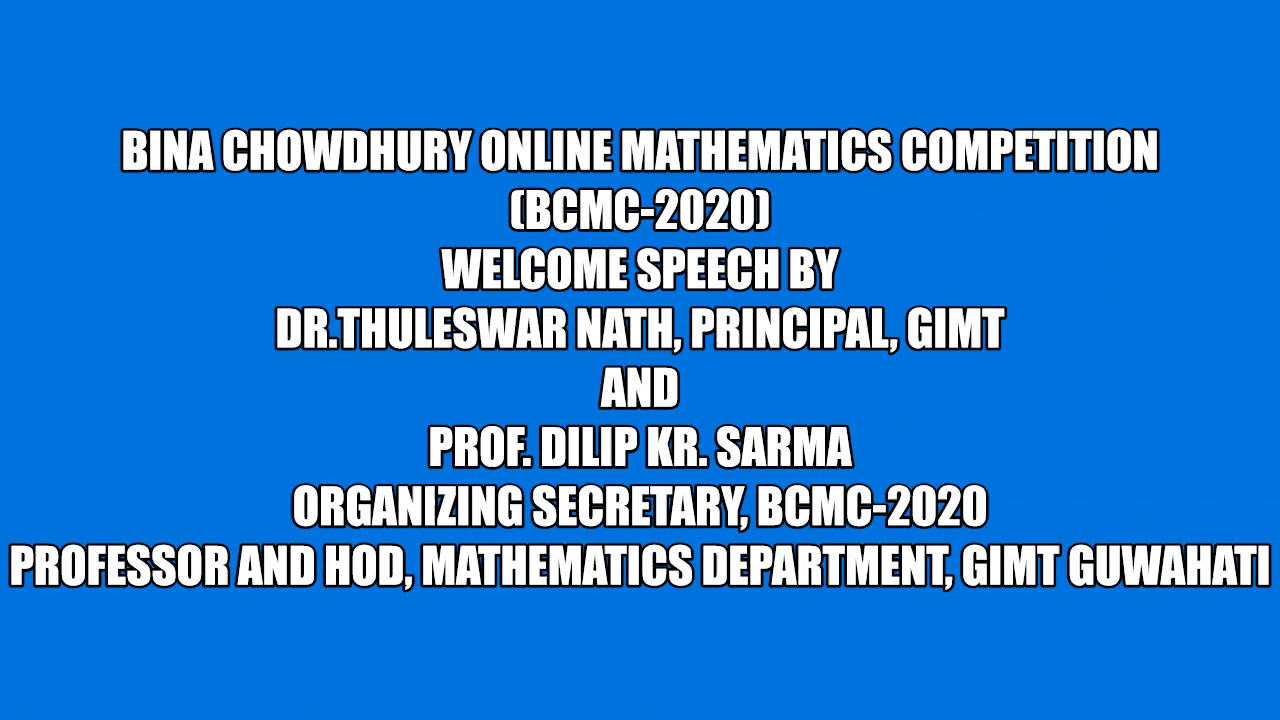 BINA CHOWDHURY ONLINE MATHEMATICS COMPETITION
(BCMC-2020)
WELCOME SPEECH BY
DR.THULESWAR NATH, PRINCIPAL, GIMT
AND
PROF. DILIP KR. SARMA
ORGANIZING SECRETARY, BCMC-2020
PROFESSOR AND HOD, MATHEMATICS DEPARTMENT, GIMT GUWAHATI